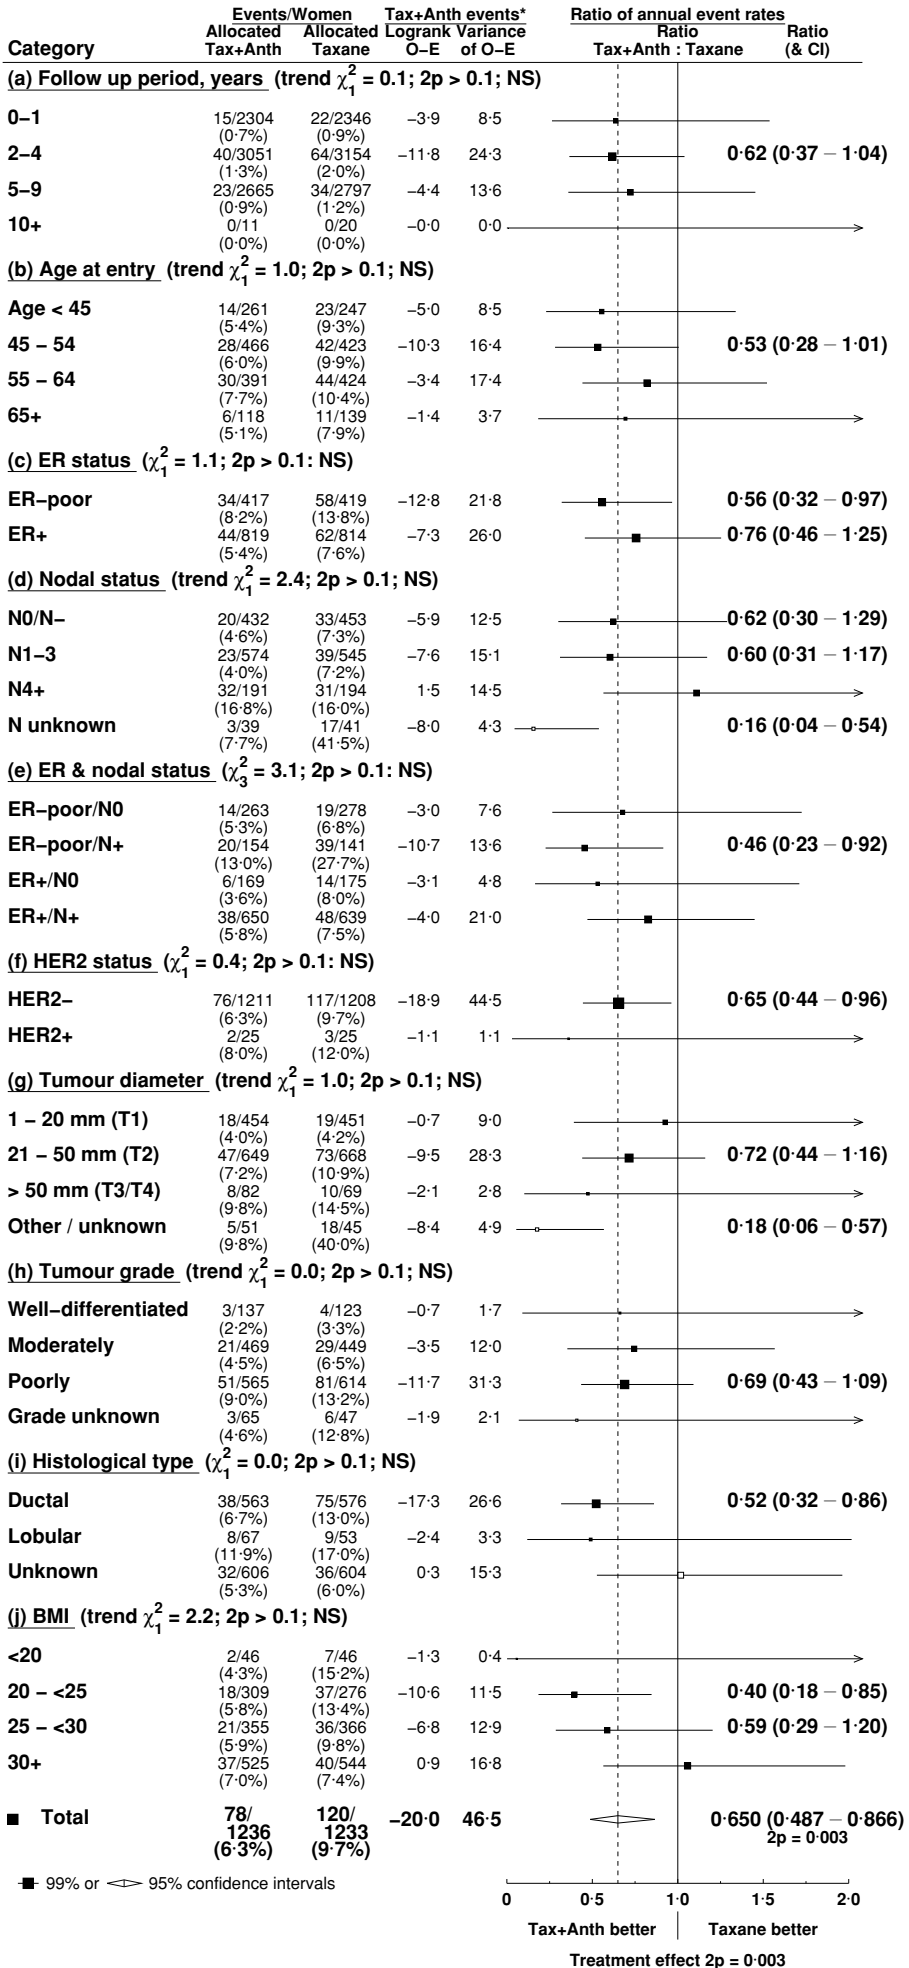 Events/Women Tax+Anth events* Ratio of annual event rates
Allocated Allocated Logrank Variance Ratio Ratio
Category Tax+Anth Taxane O−E of O−E Tax+Anth : Taxane (& CI)
(a) Follow up period, years (trend χ²₁ = 0.1; 2p > 0.1; NS)
0−1 15/2304 22/2346 −3·9 8·5
(0·7%) (0·9%)
2−4 40/3051 64/3154 −11·8 24·3 0·62 (0·37 − 1·04)
(1·3%) (2·0%)
5−9 23/2665 34/2797 −4·4 13·6
(0·9%) (1·2%)
10+ 0/11 0/20 −0·0 0·0
(0·0%) (0·0%)
(b) Age at entry (trend χ²₁ = 1.0; 2p > 0.1; NS)
Age < 45 14/261 23/247 −5·0 8·5
(5·4%) (9·3%)
45 − 54 28/466 42/423 −10·3 16·4 0·53 (0·28 − 1·01)
(6·0%) (9·9%)
55 − 64 30/391 44/424 −3·4 17·4
(7·7%) (10·4%)
65+ 6/118 11/139 −1·4 3·7
(5·1%) (7·9%)
(c) ER status (χ²₁ = 1.1; 2p > 0.1: NS)
ER−poor 34/417 58/419 −12·8 21·8 0·56 (0·32 − 0·97)
(8·2%) (13·8%)
ER+ 44/819 62/814 −7·3 26·0 0·76 (0·46 − 1·25)
(5·4%) (7·6%)
(d) Nodal status (trend χ²₁ = 2.4; 2p > 0.1; NS)
N0/N− 20/432 33/453 −5·9 12·5 0·62 (0·30 − 1·29)
(4·6%) (7·3%)
N1−3 23/574 39/545 −7·6 15·1 0·60 (0·31 − 1·17)
(4·0%) (7·2%)
N4+ 32/191 31/194 1·5 14·5
(16·8%) (16·0%)
N unknown 3/39 17/41 −8·0 4·3 0·16 (0·04 − 0·54)
(7·7%) (41·5%)
(e) ER & nodal status (χ²₃ = 3.1; 2p > 0.1: NS)
ER−poor/N0 14/263 19/278 −3·0 7·6
(5·3%) (6·8%)
ER−poor/N+ 20/154 39/141 −10·7 13·6 0·46 (0·23 − 0·92)
(13·0%) (27·7%)
ER+/N0 6/169 14/175 −3·1 4·8
(3·6%) (8·0%)
ER+/N+ 38/650 48/639 −4·0 21·0
(5·8%) (7·5%)
(f) HER2 status (χ²₁ = 0.4; 2p > 0.1: NS)
HER2− 76/1211 117/1208 −18·9 44·5 0·65 (0·44 − 0·96)
(6·3%) (9·7%)
HER2+ 2/25 3/25 −1·1 1·1
(8·0%) (12·0%)
(g) Tumour diameter (trend χ²₁ = 1.0; 2p > 0.1; NS)
1 − 20 mm (T1) 18/454 19/451 −0·7 9·0
(4·0%) (4·2%)
21 − 50 mm (T2) 47/649 73/668 −9·5 28·3 0·72 (0·44 − 1·16)
(7·2%) (10·9%)
> 50 mm (T3/T4) 8/82 10/69 −2·1 2·8
(9·8%) (14·5%)
Other / unknown 5/51 18/45 −8·4 4·9 0·18 (0·06 − 0·57)
(9·8%) (40·0%)
(h) Tumour grade (trend χ²₁ = 0.0; 2p > 0.1; NS)
Well−differentiated 3/137 4/123 −0·7 1·7
(2·2%) (3·3%)
Moderately 21/469 29/449 −3·5 12·0
(4·5%) (6·5%)
Poorly 51/565 81/614 −11·7 31·3 0·69 (0·43 − 1·09)
(9·0%) (13·2%)
Grade unknown 3/65 6/47 −1·9 2·1
(4·6%) (12·8%)
(i) Histological type (χ²₁ = 0.0; 2p > 0.1; NS)
Ductal 38/563 75/576 −17·3 26·6 0·52 (0·32 − 0·86)
(6·7%) (13·0%)
Lobular 8/67 9/53 −2·4 3·3
(11·9%) (17·0%)
Unknown 32/606 36/604 0·3 15·3
(5·3%) (6·0%)
(j) BMI (trend χ²₁ = 2.2; 2p > 0.1; NS)
<20 2/46 7/46 −1·3 0·4
(4·3%) (15·2%)
20 − <25 18/309 37/276 −10·6 11·5 0·40 (0·18 − 0·85)
(5·8%) (13·4%)
25 − <30 21/355 36/366 −6·8 12·9 0·59 (0·29 − 1·20)
(5·9%) (9·8%)
30+ 37/525 40/544 0·9 16·8
(7·0%) (7·4%)
Total 78/ 120/ −20·0 46·5 0·650 (0·487 − 0·866)
1236 1233 2p = 0·003
(6·3%) (9·7%)
99% or 95% confidence intervals
0 0·5 1·0 1·5 2·0
Tax+Anth better Taxane better
Treatment effect 2p = 0·003